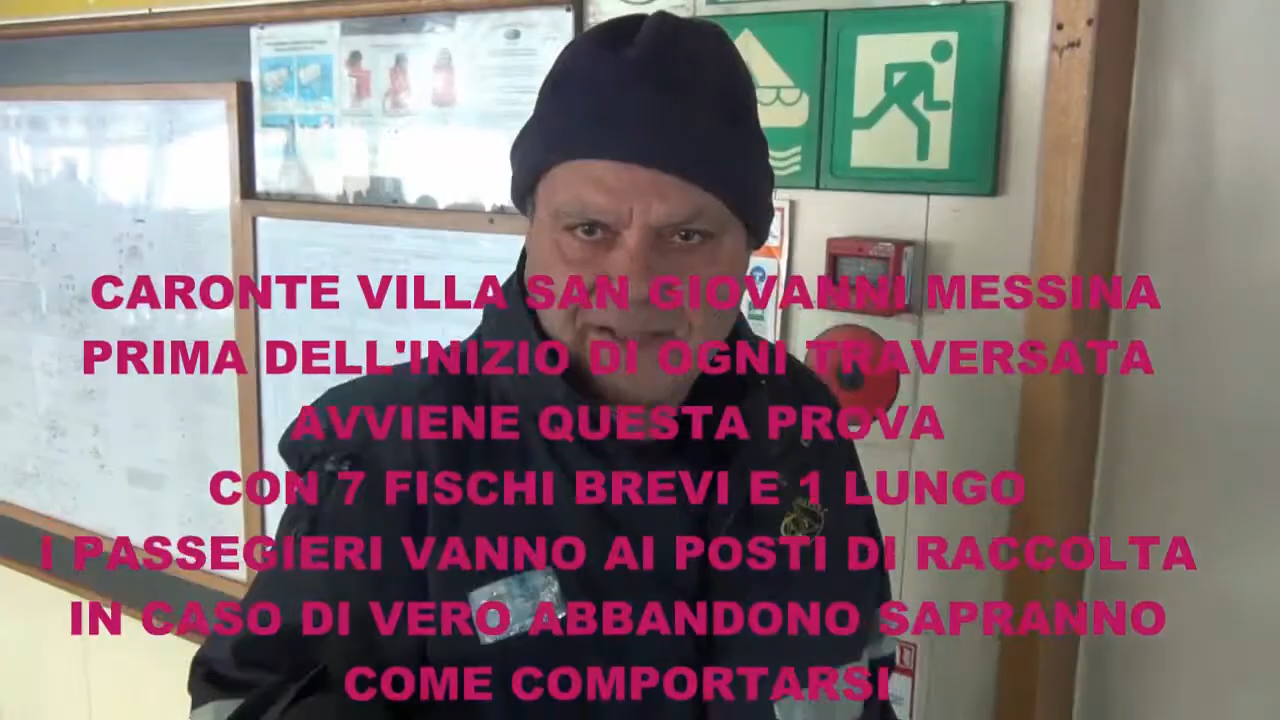 CARONTE VILLA SAN GIOVANNI MESSINA
PRIMA DELL'INIZIO DI OGNI TRAVERSATA
AVVIENE QUESTA PROVA
CON 7 FISCHI BREVI E 1 LUNGO
I PASSEGIERI VANNO AI POSTI DI RACCOLTA
IN CASO DI VERO ABBANDONO SAPRANNO
COME COMPORTARSI